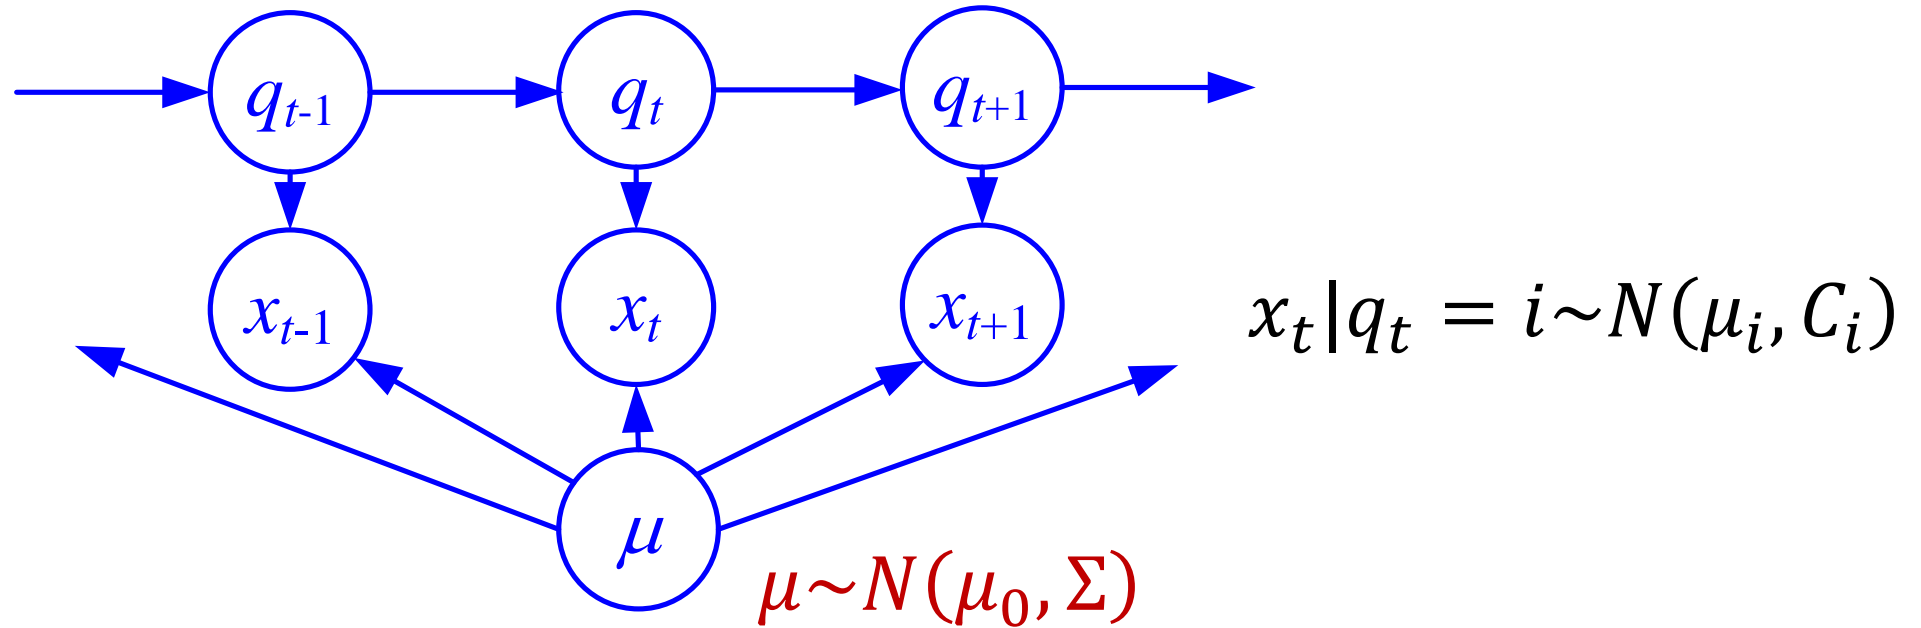 q_{t-1} q_t q_{t+1}
x_{t-1} x_t x_{t+1} x_t|q_t = i~N(μ_i, C_i)
μ
μ~N(μ_0, Σ)